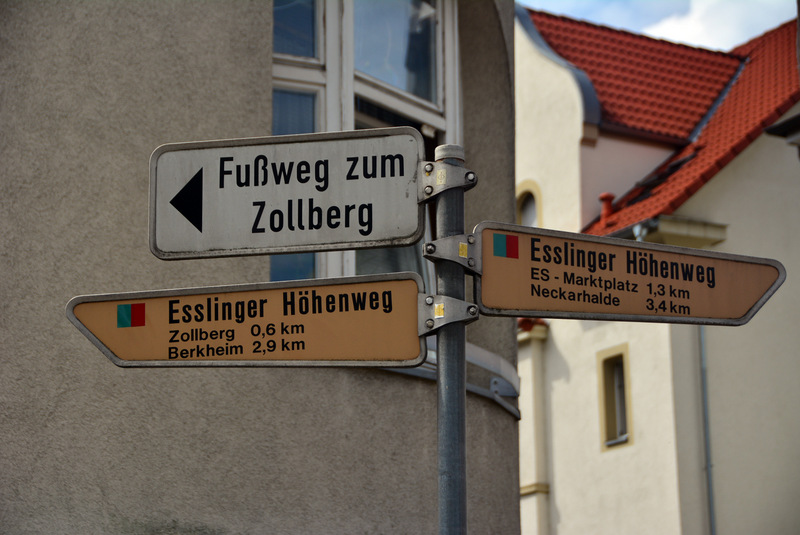 Fußweg zum
Zollberg
Esslinger Höhenweg
ES - Marktplatz 1,3 km
Neckarhalde 3,4 km
Esslinger Höhenweg
Zollberg 0,6 km
Berkheim 2,9 km